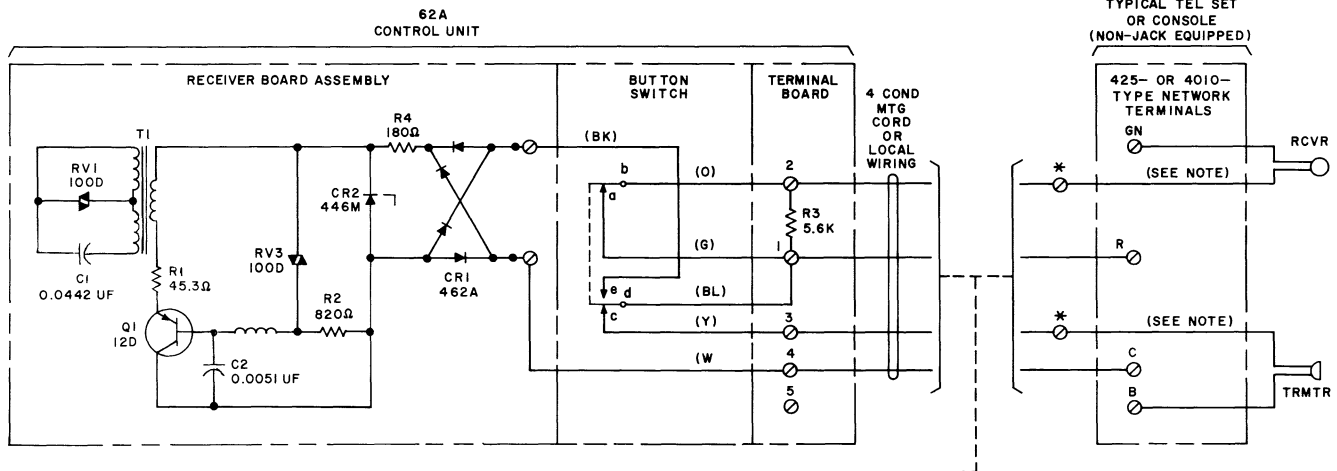 62A
CONTROL UNIT
TYPICAL TEL SET
OR CONSOLE
(NON-JACK EQUIPPED)
RECEIVER BOARD ASSEMBLY
BUTTON
SWITCH
TERMINAL
BOARD
4 COND
MTG
CORD
OR
LOCAL
WIRING
425- OR 4010-
TYPE NETWORK
TERMINALS
T1
RV1
100D
C1
0.0442 UF
R1
45.3Ω
Q1
12D
C2
0.0051 UF
RV3
100D
R2
820Ω
CR2
446M
R4
180Ω
CR1
462A
(BK)
b
(O)
a
(G)
e
d
(BL)
c
(Y)
(W
2
R3
5.6K
1
3
4
5
*
(SEE NOTE)
*
(SEE NOTE)
GN
R
C
B
RCVR
TRMTR